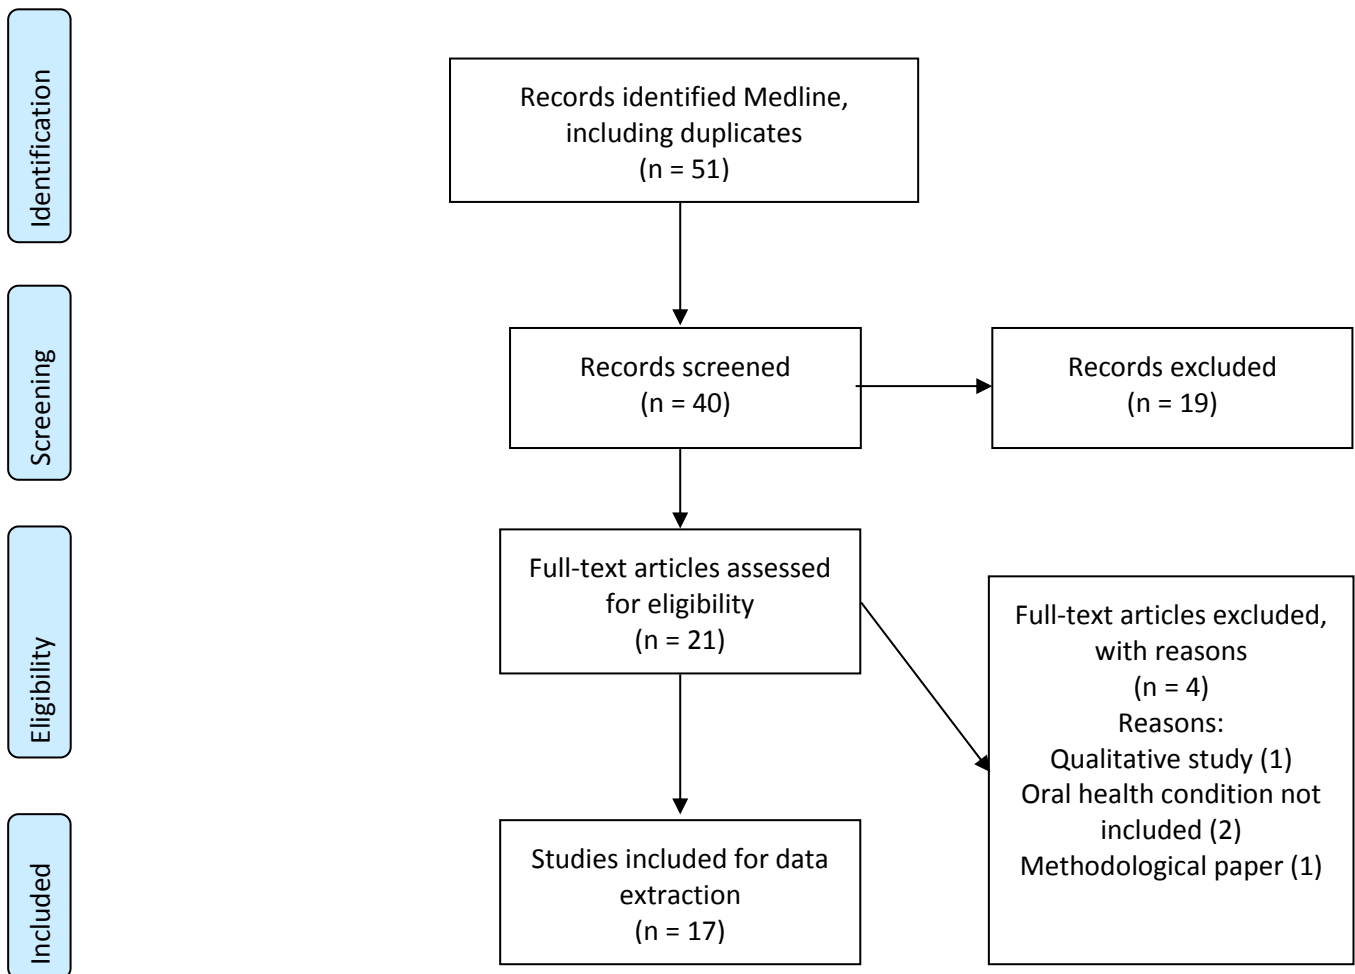 Identification
Records identified Medline,
including duplicates
(n = 51)
Screening
Records screened
(n = 40)
Records excluded
(n = 19)
Eligibility
Full-text articles assessed
for eligibility
(n = 21)
Full-text articles excluded,
with reasons
(n = 4)
Reasons:
Qualitative study (1)
Oral health condition not
included (2)
Methodological paper (1)
Included
Studies included for data
extraction
(n = 17)